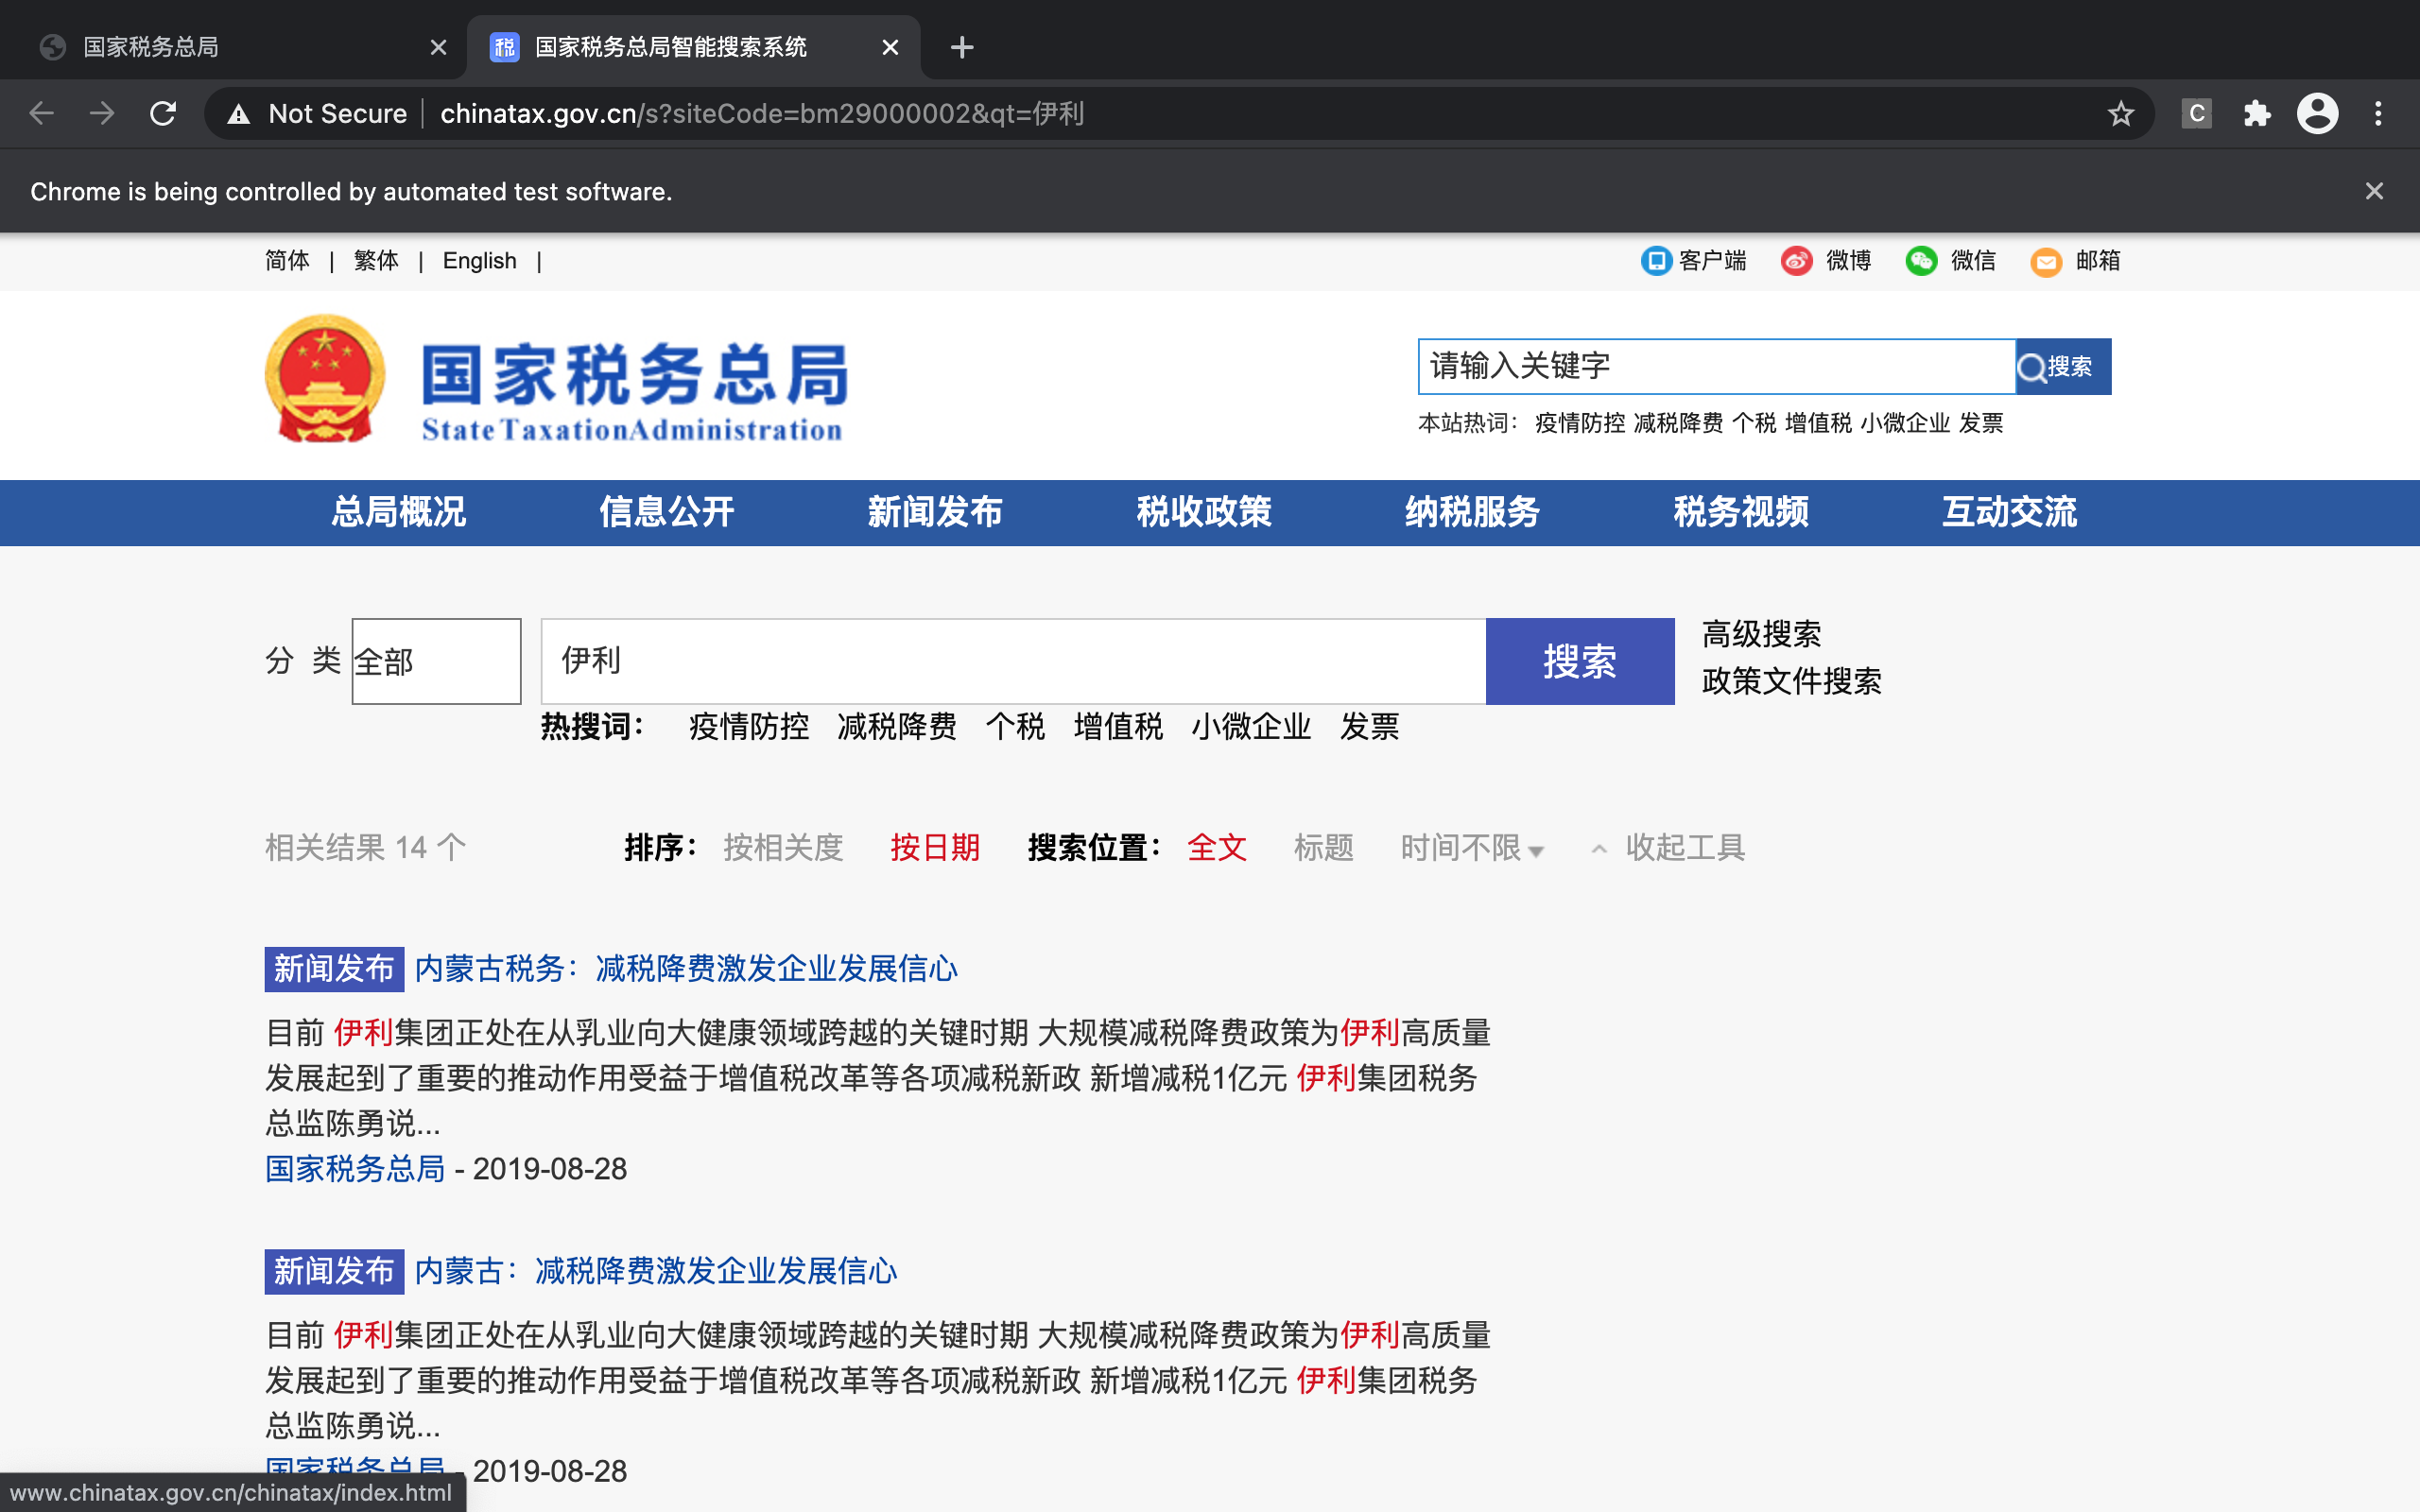 国家税务总局
税 国家税务总局智能搜索系统
Not Secure chinatax.gov.cn/s?siteCode=bm29000002&qt=伊利
C
Chrome is being controlled by automated test software.
简体 | 繁体 | English |
客户端 微博 微信 邮箱
国家税务总局
State Taxation Administration
请输入关键字 搜索
本站热词： 疫情防控 减税降费 个税 增值税 小微企业 发票
总局概况 信息公开 新闻发布 税收政策 纳税服务 税务视频 互动交流
分 类 全部 伊利 搜索 高级搜索
政策文件搜索
热搜词： 疫情防控 减税降费 个税 增值税 小微企业 发票
相关结果 14 个 排序： 按相关度 按日期 搜索位置： 全文 标题 时间不限 收起工具
新闻发布 内蒙古税务：减税降费激发企业发展信心
目前 伊利集团正处在从乳业向大健康领域跨越的关键时期 大规模减税降费政策为伊利高质量
发展起到了重要的推动作用受益于增值税改革等各项减税新政 新增减税1亿元 伊利集团税务
总监陈勇说...
国家税务总局 - 2019-08-28
新闻发布 内蒙古：减税降费激发企业发展信心
目前 伊利集团正处在从乳业向大健康领域跨越的关键时期 大规模减税降费政策为伊利高质量
发展起到了重要的推动作用受益于增值税改革等各项减税新政 新增减税1亿元 伊利集团税务
总监陈勇说...
国家税务总局 - 2019-08-28
www.chinatax.gov.cn/chinatax/index.html